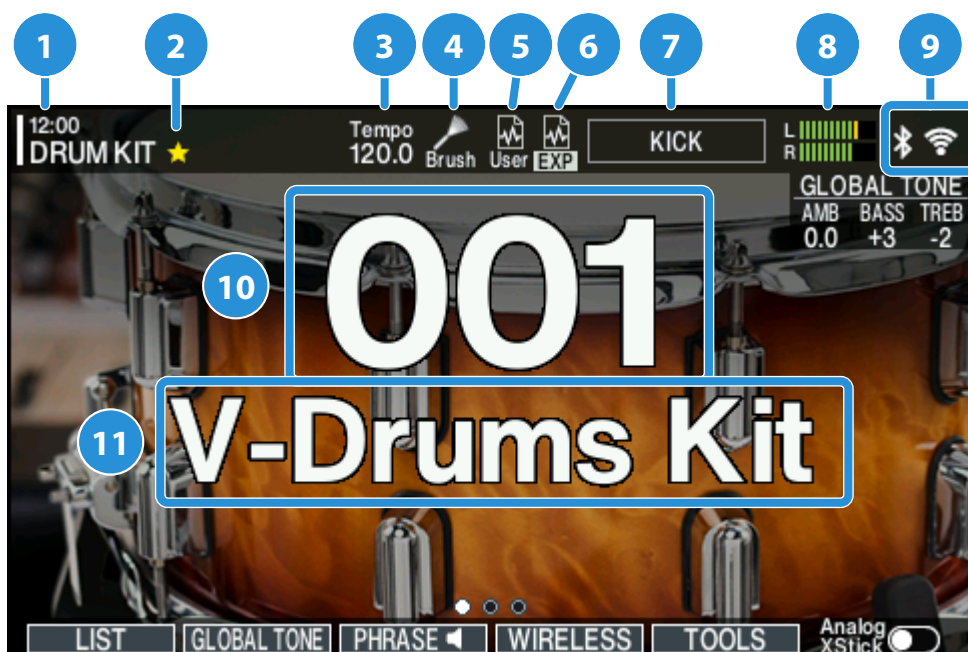 1 2 3 4 5 6 7 8 9
12:00
DRUM KIT
Tempo
120.0
Brush
User
EXP
KICK
L
R
GLOBAL TONE
AMB BASS TREB
0.0 +3 -2
10
001
11
V-Drums Kit
LIST GLOBAL TONE PHRASE WIRELESS TOOLS
Analog
XStick